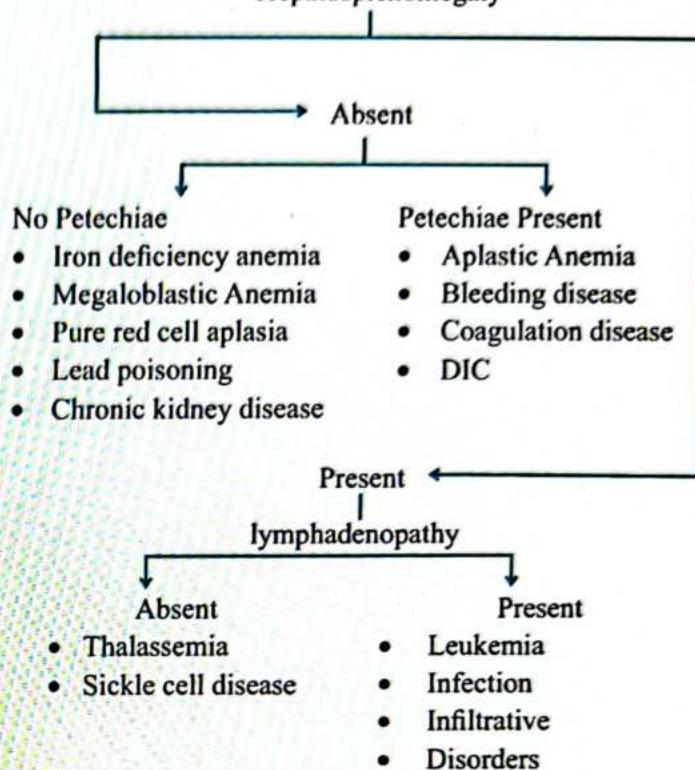 Absent
No Petechiae
• Iron deficiency anemia
• Megaloblastic Anemia
• Pure red cell aplasia
• Lead poisoning
• Chronic kidney disease
Petechiae Present
• Aplastic Anemia
• Bleeding disease
• Coagulation disease
• DIC
Present
lymphadenopathy
Absent
• Thalassemia
• Sickle cell disease
Present
• Leukemia
• Infection
• Infiltrative
• Disorders